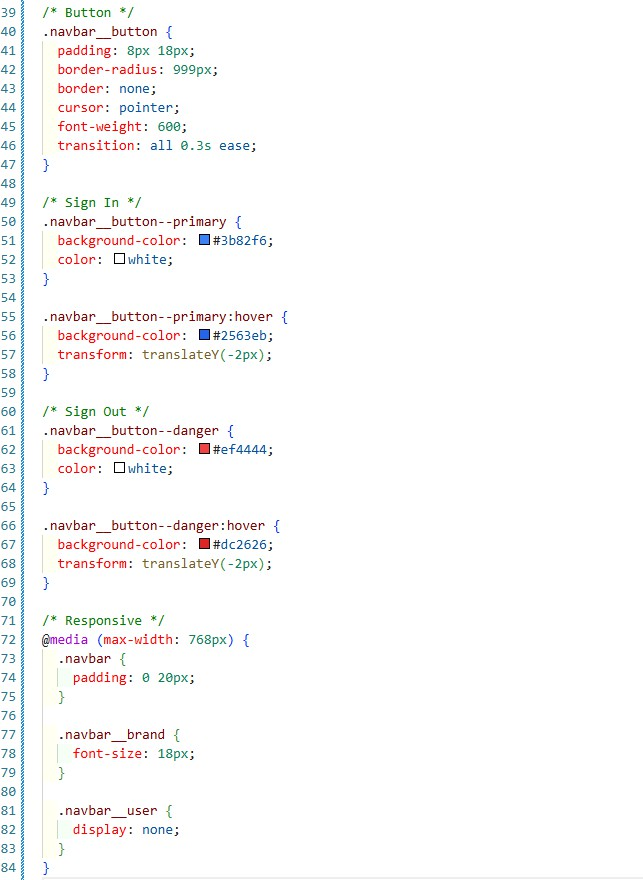 39 /* Button */
40 .navbar__button {
41 padding: 8px 18px;
42 border-radius: 999px;
43 border: none;
44 cursor: pointer;
45 font-weight: 600;
46 transition: all 0.3s ease;
47 }
48
49 /* Sign In */
50 .navbar__button--primary {
51 background-color: #3b82f6;
52 color: white;
53 }
54
55 .navbar__button--primary:hover {
56 background-color: #2563eb;
57 transform: translateY(-2px);
58 }
59
60 /* Sign Out */
61 .navbar__button--danger {
62 background-color: #ef4444;
63 color: white;
64 }
65
66 .navbar__button--danger:hover {
67 background-color: #dc2626;
68 transform: translateY(-2px);
69 }
70
71 /* Responsive */
72 @media (max-width: 768px) {
73 .navbar {
74 padding: 0 20px;
75 }
76
77 .navbar__brand {
78 font-size: 18px;
79 }
80
81 .navbar__user {
82 display: none;
83 }
84 }